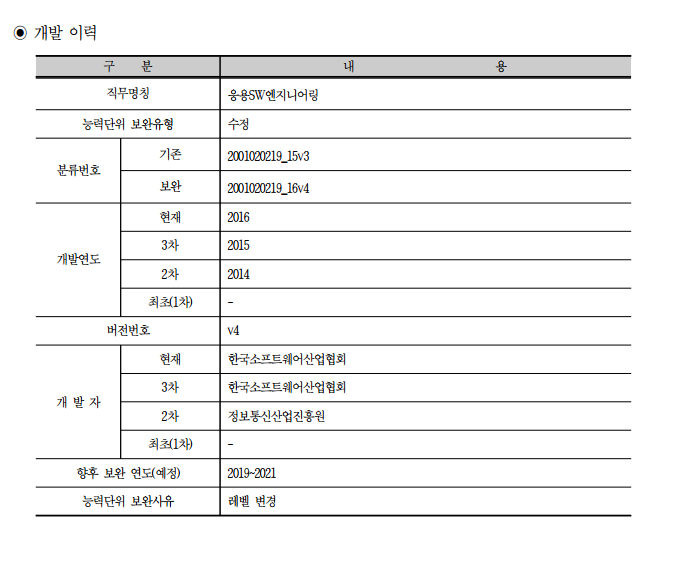 ◉ 개발 이력
구 분 내 용
직무명칭 응용SW엔지니어링
능력단위 보완유형 수정
분류번호 기존 2001020219_15v3
보완 2001020219_16v4
개발연도 현재 2016
3차 2015
2차 2014
최초(1차) -
버전번호 v4
개 발 자 현재 한국소프트웨어산업협회
3차 한국소프트웨어산업협회
2차 정보통신산업진흥원
최초(1차) -
향후 보완 연도(예정) 2019~2021
능력단위 보완사유 레벨 변경